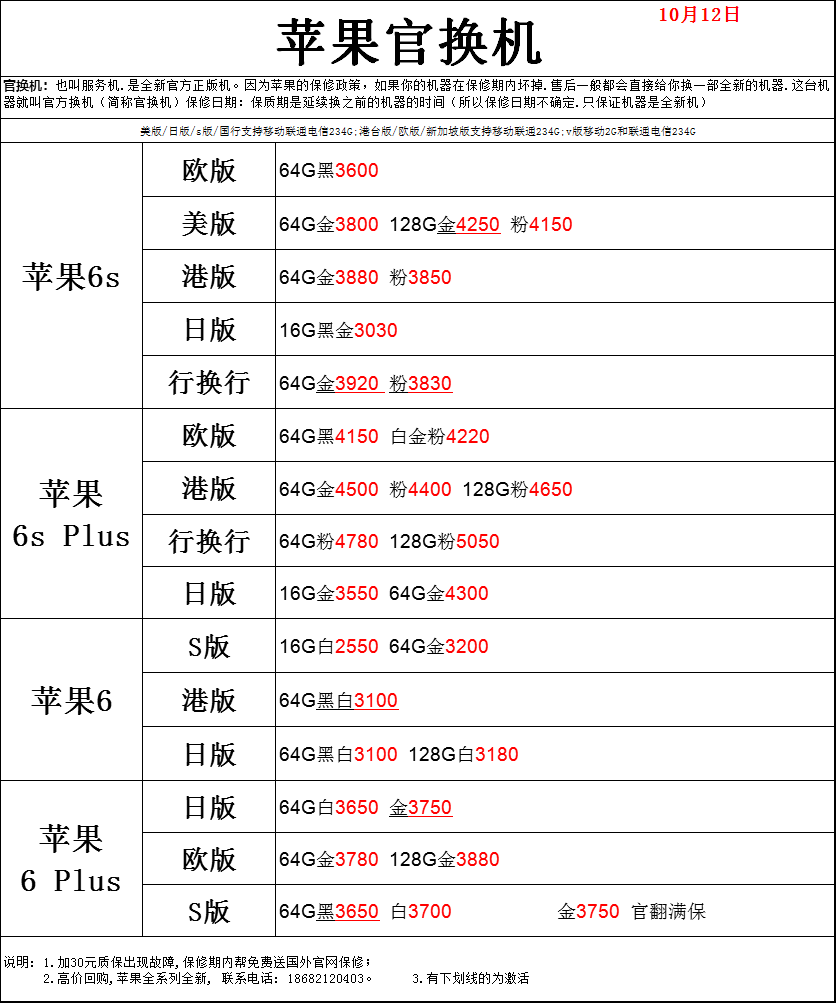 10月12日
苹果官换机
官换机：也叫服务机.是全新官方正版机。因为苹果的保修政策，如果你的机器在保修期内坏掉.售后一般都会直接给你换一部全新的机器.这台机
器就叫官方换机（简称官换机）保修日期：保质期是延续换之前的机器的时间（所以保修日期不确定.只保证机器是全新机）
美版/日版/s版/国行支持移动联通电信234G;港台版/欧版/新加坡版支持移动联通234G;v版移动2G和联通电信234G
苹果6s
欧版 64G黑3600
美版 64G金3800 128G金4250 粉4150
港版 64G金3880 粉3850
日版 16G黑金3030
行换行 64G金3920 粉3830
苹果
6s Plus
欧版 64G黑4150 白金粉4220
港版 64G金4500 粉4400 128G粉4650
行换行 64G粉4780 128G粉5050
日版 16G金3550 64G金4300
苹果6
S版 16G白2550 64G金3200
港版 64G黑白3100
日版 64G黑白3100 128G白3180
苹果
6 Plus
日版 64G白3650 金3750
欧版 64G金3780 128G金3880
S版 64G黑3650 白3700 金3750 官翻满保
说明：1.加30元质保出现故障,保修期内帮免费送国外官网保修；
2.高价回购,苹果全系列全新, 联系电话：18682120403。 3.有下划线的为激活